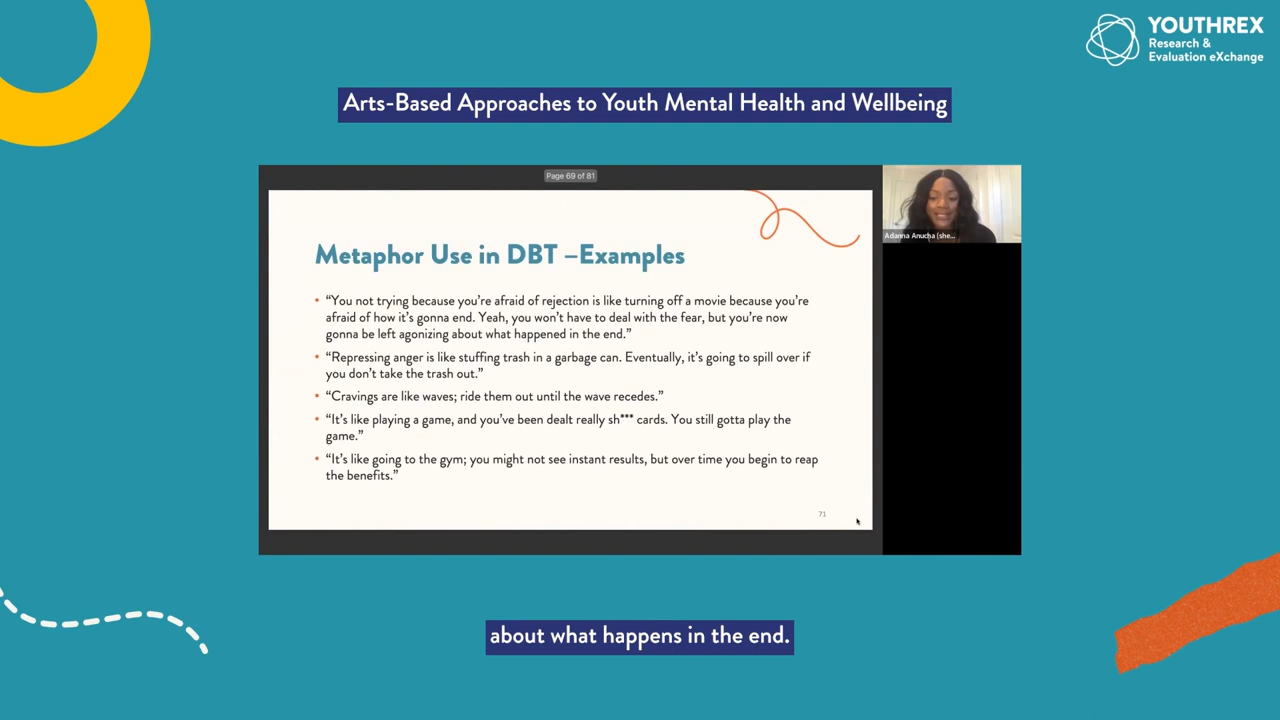 YOUTHREX
Research &
Evaluation eXchange
Arts-Based Approaches to Youth Mental Health and Wellbeing
Page 69 of 81
Metaphor Use in DBT –Examples
• “You not trying because you’re afraid of rejection is like turning off a movie because you’re
afraid of how it’s gonna end. Yeah, you won’t have to deal with the fear, but you’re now
gonna be left agonizing about what happened in the end.”
• “Repressing anger is like stuffing trash in a garbage can. Eventually, it’s going to spill over if
you don’t take the trash out.”
• “Cravings are like waves; ride them out until the wave recedes.”
• “It’s like playing a game, and you’ve been dealt really sh*** cards. You still gotta play the
game.”
• “It’s like going to the gym; you might not see instant results, but over time you begin to reap
the benefits.”
71
Adanna Anucha (she...
about what happens in the end.